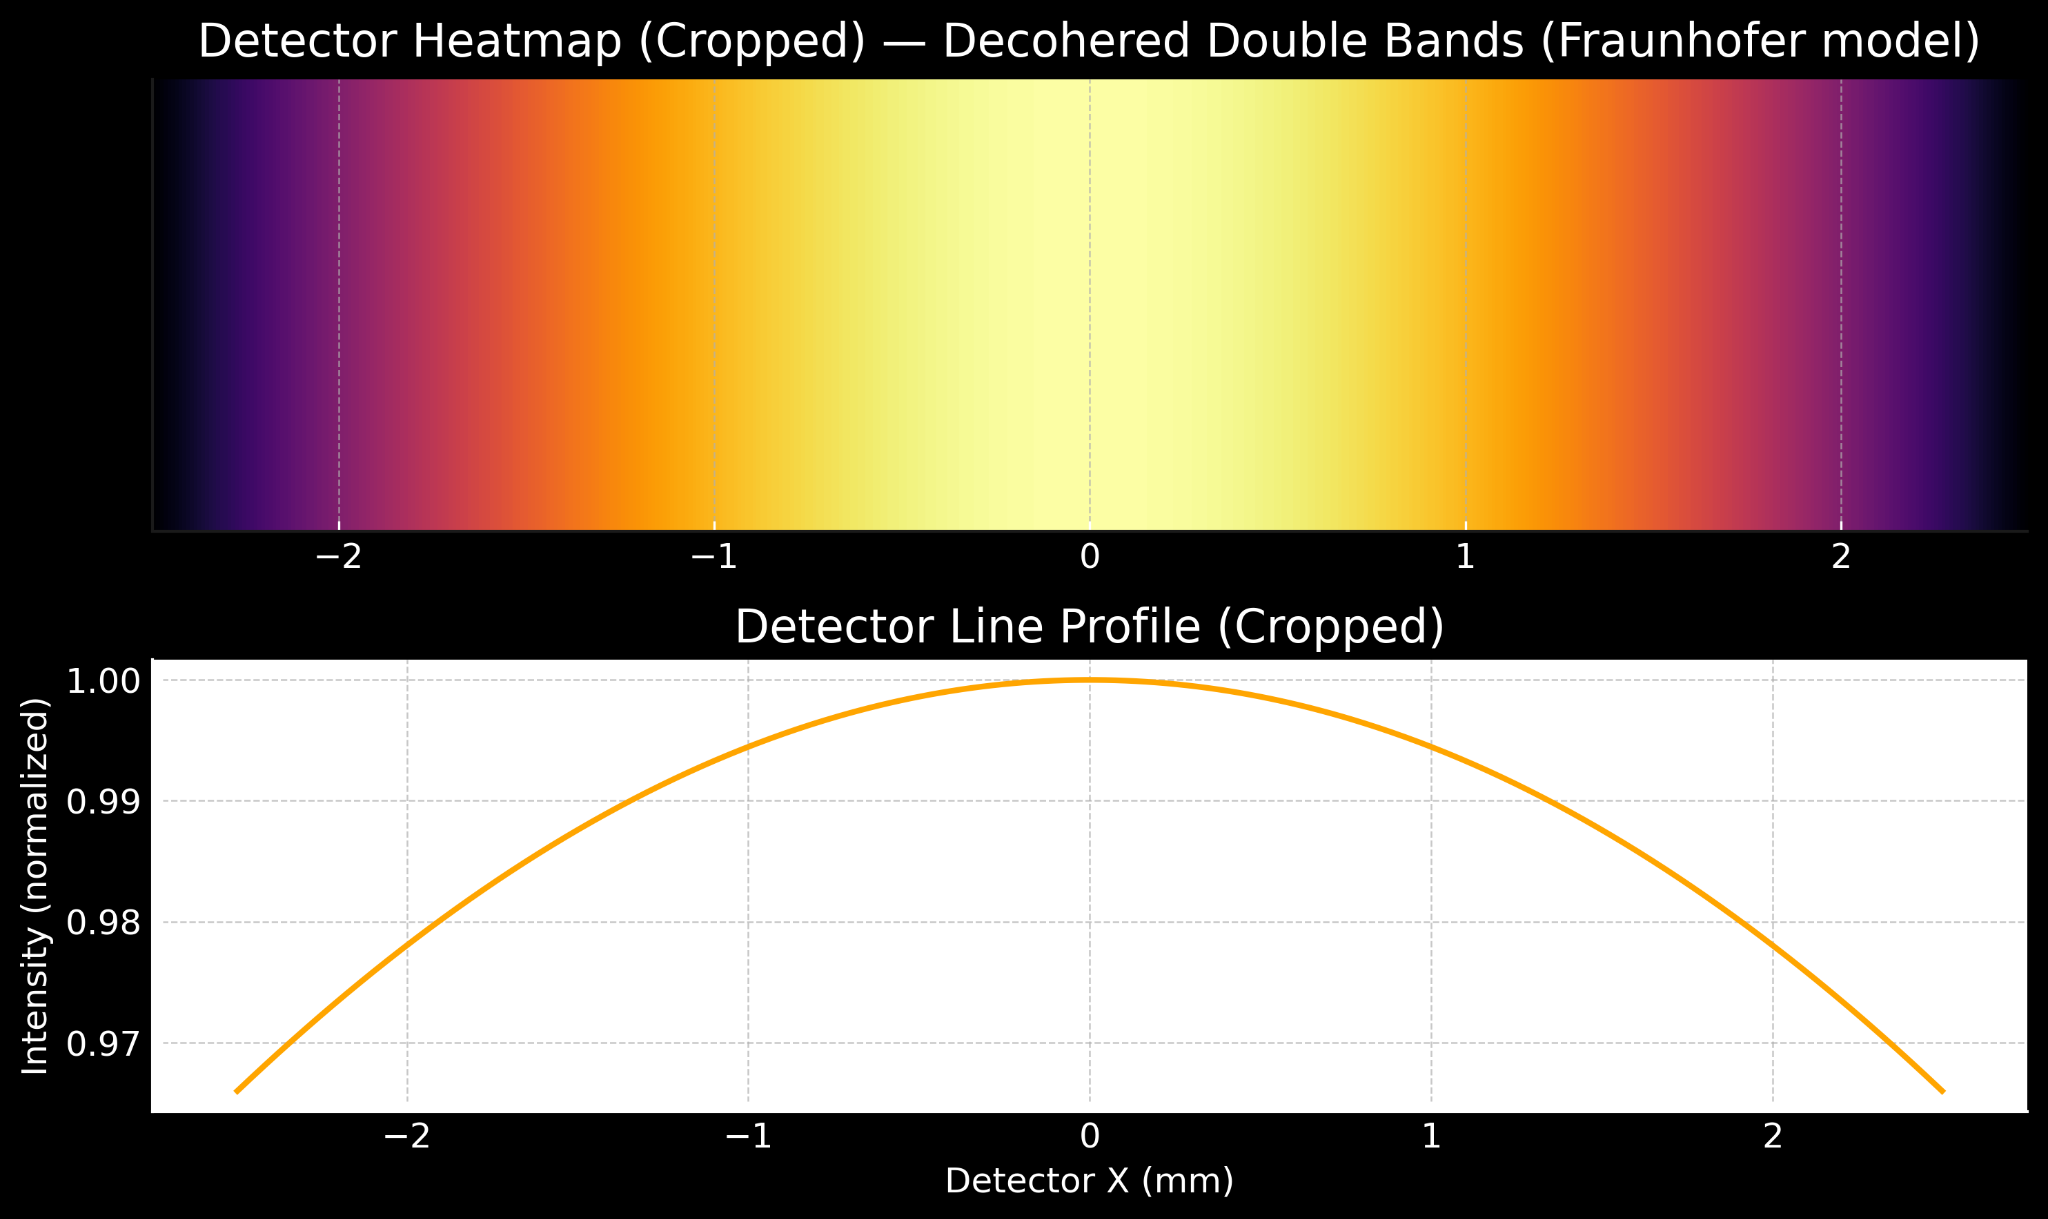 Detector Heatmap (Cropped) — Decohered Double Bands (Fraunhofer model)
−2 −1 0 1 2
Detector Line Profile (Cropped)
Intensity (normalized)
1.00
0.99
0.98
0.97
−2 −1 0 1 2
Detector X (mm)